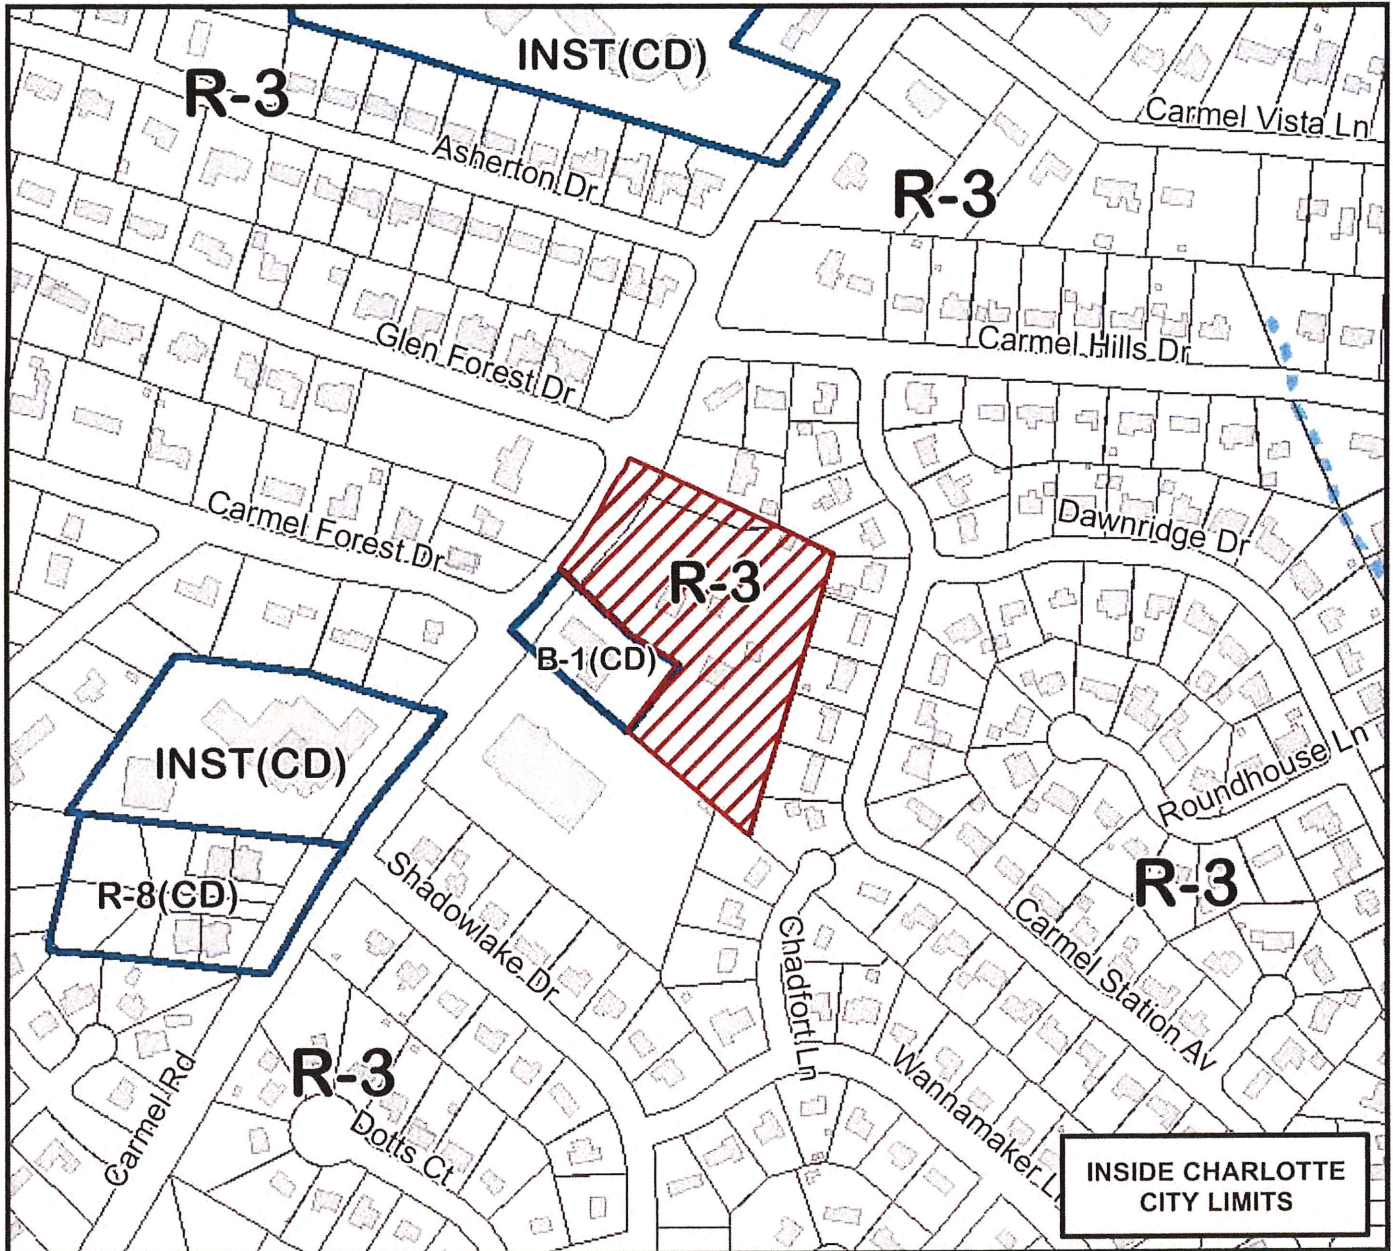 INST(CD)
R-3
Carmel Vista Ln
Asherton Dr
R-3
Glen Forest Dr
Carmel Hills Dr
Carmel Forest Dr
Dawnridge Dr
R-3
B-1(CD)
INST(CD)
Roundhouse Ln
R-3
R-8(CD)
Shadowlake Dr
Chadfort Ln
Carmel Station Av
R-3
Carmel Rd
Dotts Ct
Wannamaker L
INSIDE CHARLOTTE
CITY LIMITS